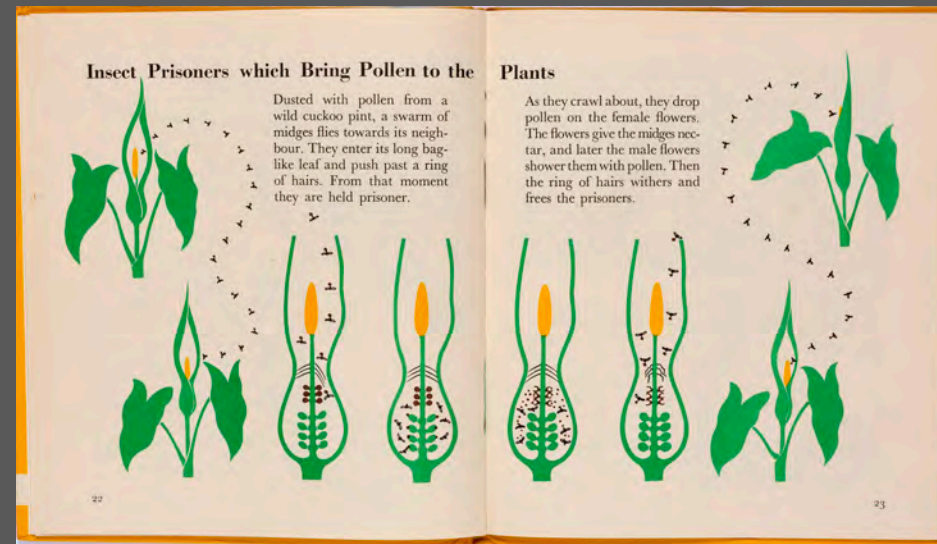 Insect Prisoners which Bring Pollen to the Plants
Dusted with pollen from a
wild cuckoo pint, a swarm of
midges flies towards its neigh-
bour. They enter its long bag-
like leaf and push past a ring
of hairs. From that moment
they are held prisoner.
As they crawl about, they drop
pollen on the female flowers.
The flowers give the midges nec-
tar, and later the male flowers
shower them with pollen. Then
the ring of hairs withers and
frees the prisoners.
22
23